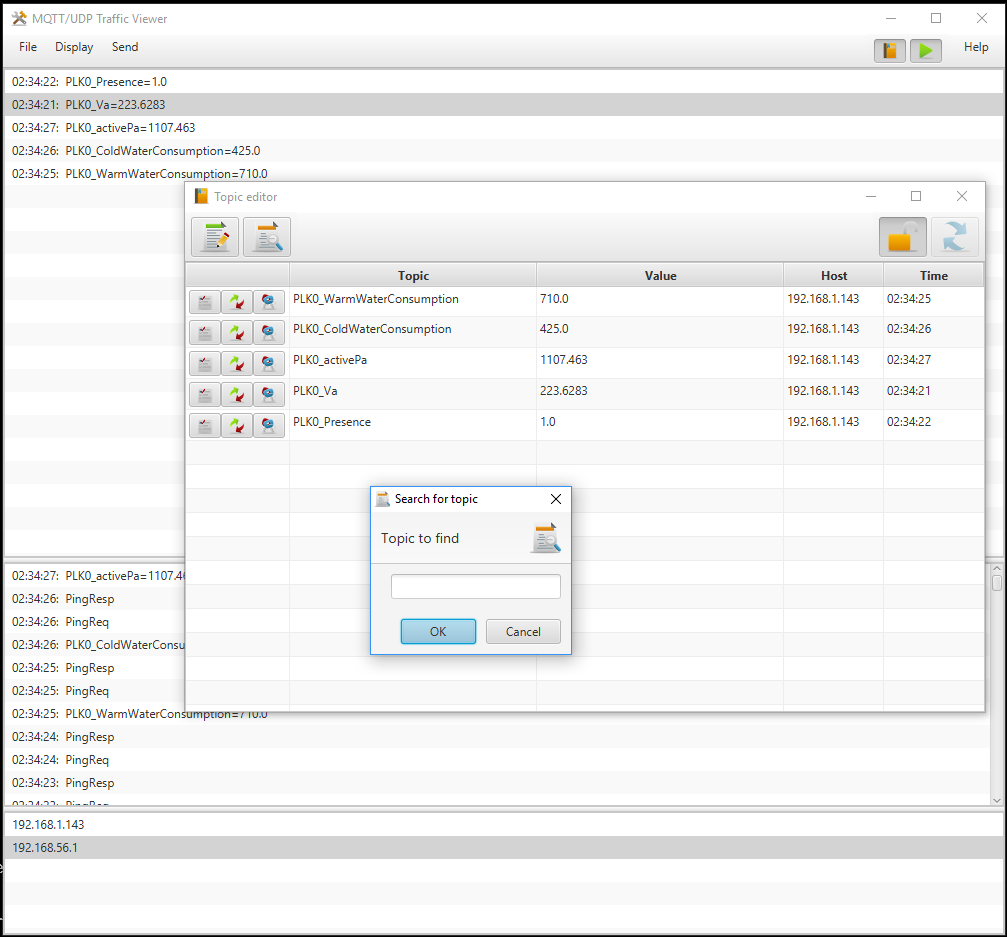 MQTT/UDP Traffic Viewer
File Display Send Help
02:34:22: PLK0_Presence=1.0
02:34:21: PLK0_Va=223.6283
02:34:27: PLK0_activePa=1107.463
02:34:26: PLK0_ColdWaterConsumption=425.0
02:34:25: PLK0_WarmWaterConsumption=710.0
Topic editor
Topic Value Host Time
PLK0_WarmWaterConsumption 710.0 192.168.1.143 02:34:25
PLK0_ColdWaterConsumption 425.0 192.168.1.143 02:34:26
PLK0_activePa 1107.463 192.168.1.143 02:34:27
PLK0_Va 223.6283 192.168.1.143 02:34:21
PLK0_Presence 1.0 192.168.1.143 02:34:22
Search for topic
Topic to find
OK Cancel
02:34:27: PLK0_activePa=1107.46
02:34:26: PingResp
02:34:26: PingReq
02:34:26: PLK0_ColdWaterConsu
02:34:25: PingResp
02:34:25: PingReq
02:34:25: PLK0_WarmWaterConsumption=710.0
02:34:24: PingResp
02:34:24: PingReq
02:34:23: PingResp
02:34:23: PingReq
192.168.1.143
192.168.56.1